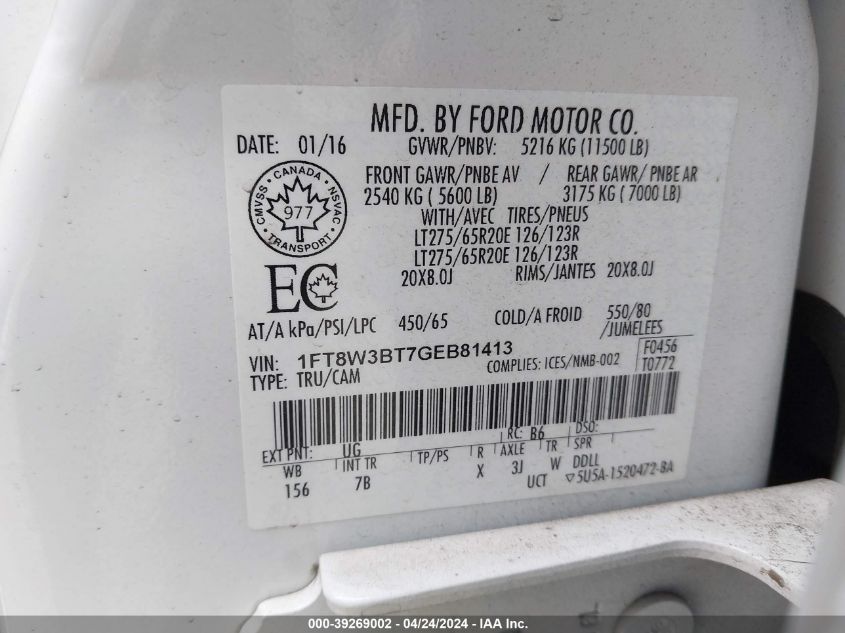 MFD. BY FORD MOTOR CO.
DATE: 01/16 GVWR/PNBV: 5216 KG (11500 LB)
FRONT GAWR/PNBE AV / REAR GAWR/ PNBE AR
2540 KG ( 5600 LB) 3175 KG ( 7000 LB)
CMVSS • CANADA • NSVAC • TRANSPORT •
977
WITH/AVEC TIRES/PNEUS
LT275/65R20E 126/123R
LT275/65R20E 126/123R
20X8.0J RIMS/JANTES 20X8.0J
EC
AT/A kPa/PSI/LPC 450/65 COLD/A FROID 550/80
/JUMELEES
VIN: 1FT8W3BT7GEB81413
COMPLIES: ICES/NMB-002
F0456
T0772
TYPE: TRU/CAM
RC: B6 DSO:
EXT PNT: UG
WB INT TR TP/PS R AXLE TR SPR
156 7B X 3J W DDLL
UCT ▽5U5A-1520472-BA
000-39269002 - 04/24/2024 - IAA Inc.